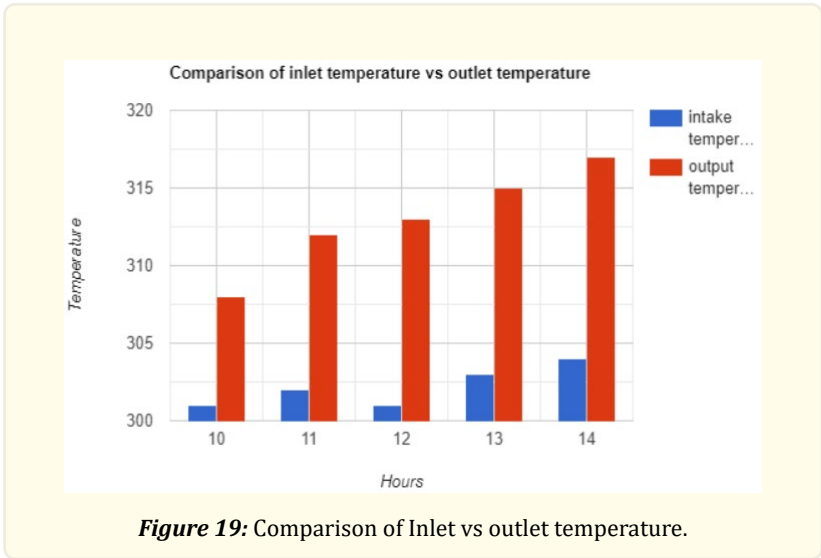 Comparison of inlet temperature vs outlet temperature
320
315
310
305
300
Temperature
10 11 12 13 14
Hours
intake
temper...
output
temper...
Figure 19: Comparison of Inlet vs outlet temperature.